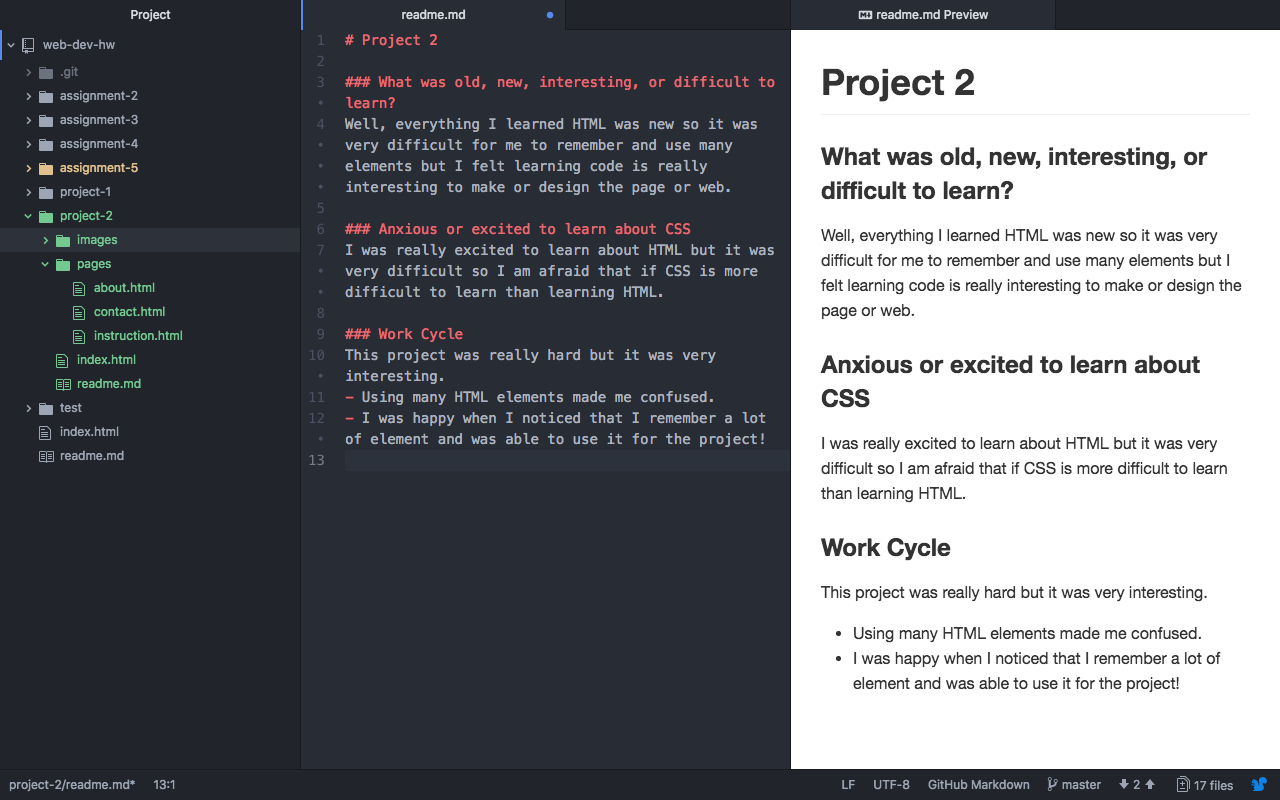 Project
web-dev-hw
.git
assignment-2
assignment-3
assignment-4
assignment-5
project-1
project-2
images
pages
about.html
contact.html
instruction.html
index.html
readme.md
test
index.html
readme.md
readme.md
1 # Project 2
2
3 ### What was old, new, interesting, or difficult to
• learn?
4 Well, everything I learned HTML was new so it was
• very difficult for me to remember and use many
• elements but I felt learning code is really
• interesting to make or design the page or web.
5
6 ### Anxious or excited to learn about CSS
7 I was really excited to learn about HTML but it was
• very difficult so I am afraid that if CSS is more
• difficult to learn than learning HTML.
8
9 ### Work Cycle
10 This project was really hard but it was very
• interesting.
11 - Using many HTML elements made me confused.
12 - I was happy when I noticed that I remember a lot
• of element and was able to use it for the project!
13
readme.md Preview
Project 2
What was old, new, interesting, or
difficult to learn?
Well, everything I learned HTML was new so it was very
difficult for me to remember and use many elements but I
felt learning code is really interesting to make or design the
page or web.
Anxious or excited to learn about
CSS
I was really excited to learn about HTML but it was very
difficult so I am afraid that if CSS is more difficult to learn
than learning HTML.
Work Cycle
This project was really hard but it was very interesting.
• Using many HTML elements made me confused.
• I was happy when I noticed that I remember a lot of
element and was able to use it for the project!
project-2/readme.md* 13:1 LF UTF-8 GitHub Markdown master 2 17 files